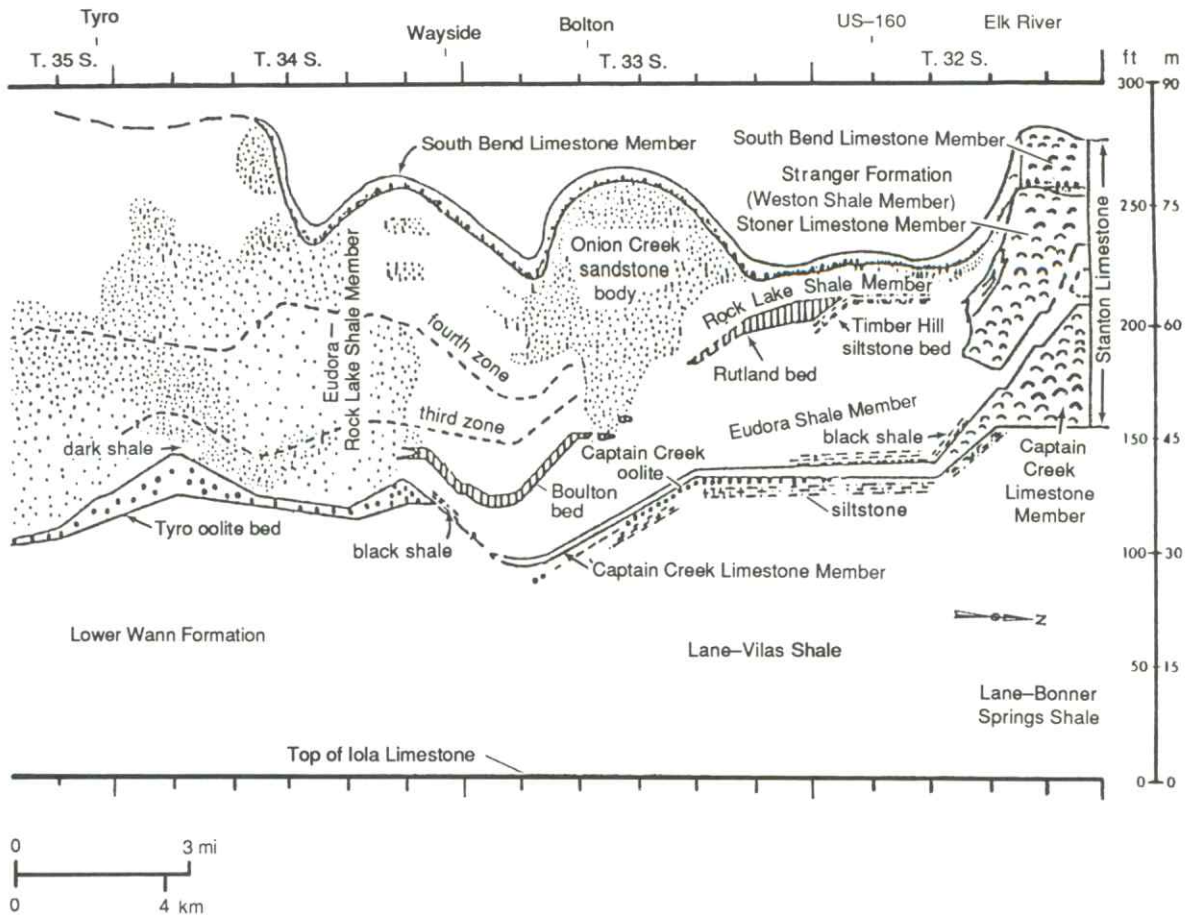 Tyro
Wayside
Bolton
US–160
Elk River
T. 35 S.
T. 34 S.
T. 33 S.
T. 32 S.
ft m
300 90
250 75
200 60
150 45
100 30
50 15
0 0
South Bend Limestone Member
South Bend Limestone Member
Stranger Formation
(Weston Shale Member)
Stoner Limestone Member
Onion Creek
sandstone
body
Eudora–
Rock Lake Shale Member
Rock Lake Shale Member
fourth zone
third zone
Timber Hill
siltstone bed
Rutland bed
Stanton Limestone
Eudora Shale Member
black shale
dark shale
Captain Creek
oolite
Captain
Creek
Limestone
Member
Boulton
bed
siltstone
Tyro oolite bed
black shale
Captain Creek Limestone Member
N
Lower Wann Formation
Lane–Vilas Shale
Lane–Bonner
Springs Shale
Top of Iola Limestone
0 3 mi
0 4 km